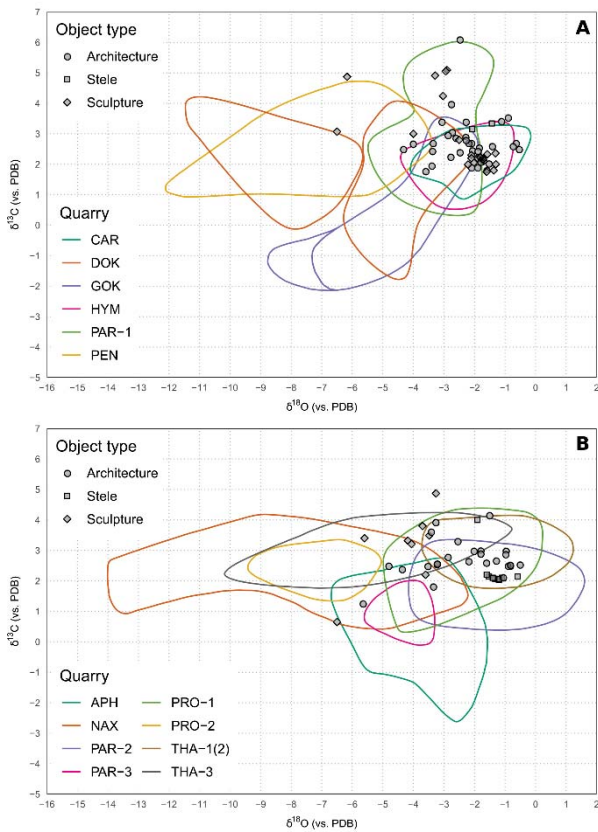 A
Object type
Architecture
Stele
Sculpture
Quarry
CAR
DOK
GOK
HYM
PAR−1
PEN
7
6
5
4
3
2
1
0
−1
−2
−3
−4
−5
δ13C (vs. PDB)
−16 −15 −14 −13 −12 −11 −10 −9 −8 −7 −6 −5 −4 −3 −2 −1 0 1 2
δ18O (vs. PDB)
B
Object type
Architecture
Stele
Sculpture
Quarry
APH PRO−1
NAX PRO−2
PAR−2 THA−1(2)
PAR−3 THA−3
7
6
5
4
3
2
1
0
−1
−2
−3
−4
−5
δ13C (vs. PDB)
−16 −15 −14 −13 −12 −11 −10 −9 −8 −7 −6 −5 −4 −3 −2 −1 0 1 2
δ18O (vs. PDB)